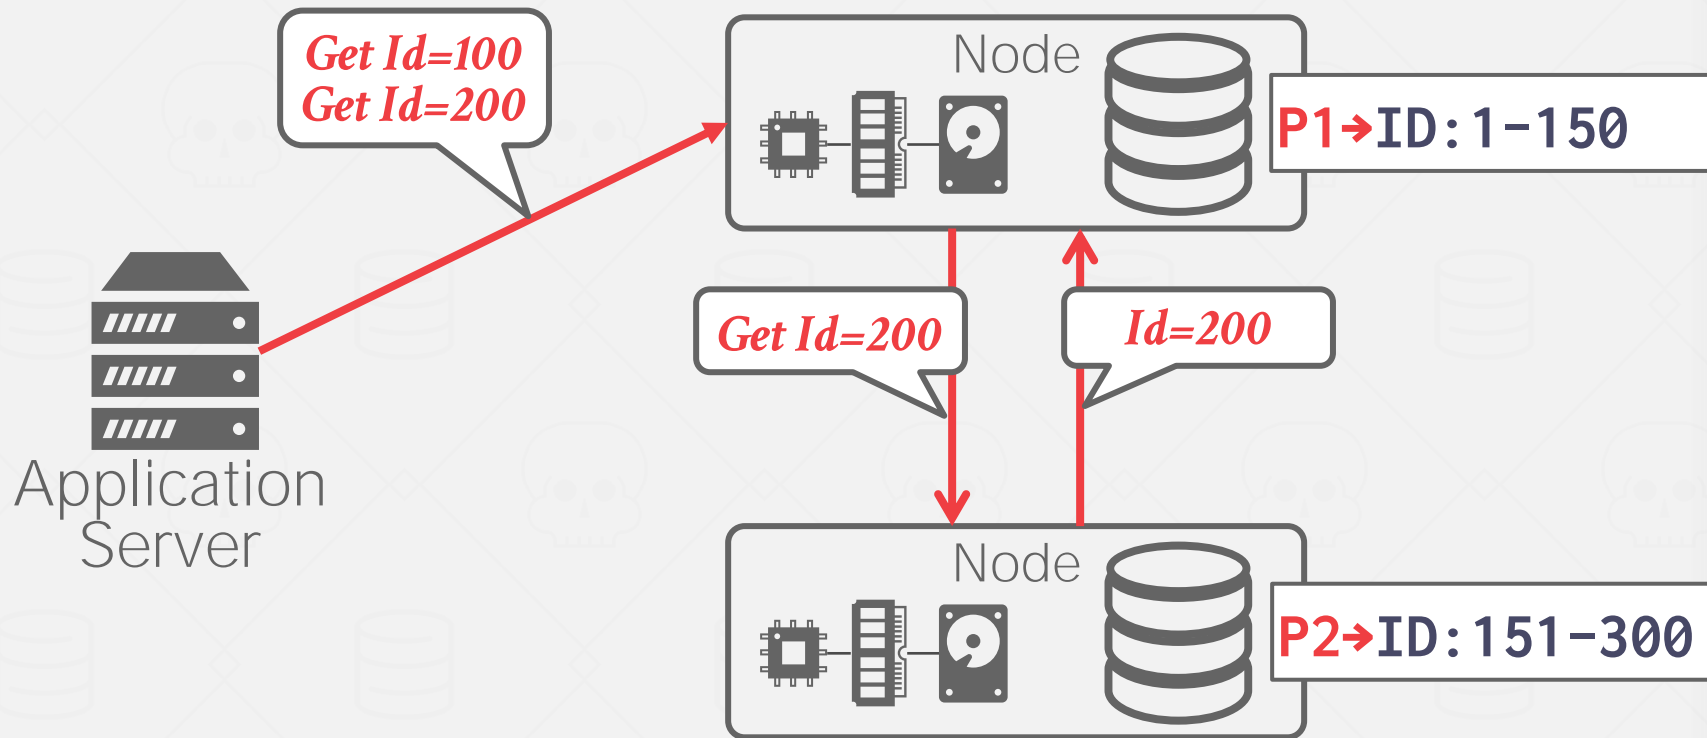 Get Id=100
Get Id=200
Node
P1→ID:1-150
Get Id=200
Id=200
Application
Server
Node
P2→ID:151-300